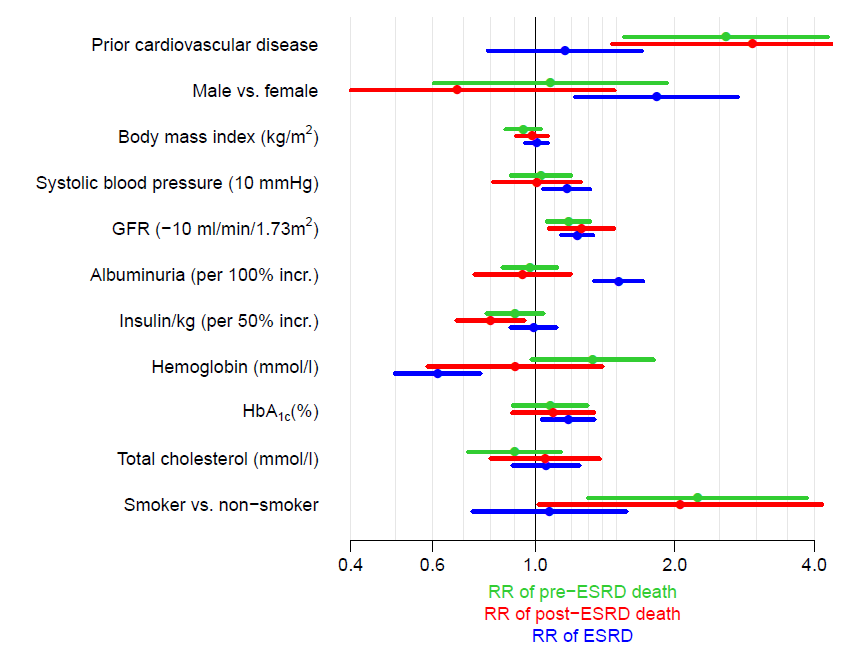 Prior cardiovascular disease
Male vs. female
Body mass index (kg/m²)
Systolic blood pressure (10 mmHg)
GFR (−10 ml/min/1.73m²)
Albuminuria (per 100% incr.)
Insulin/kg (per 50% incr.)
Hemoglobin (mmol/l)
HbA₁c(%)
Total cholesterol (mmol/l)
Smoker vs. non−smoker
0.4 0.6 1.0 2.0 4.0
RR of pre−ESRD death
RR of post−ESRD death
RR of ESRD